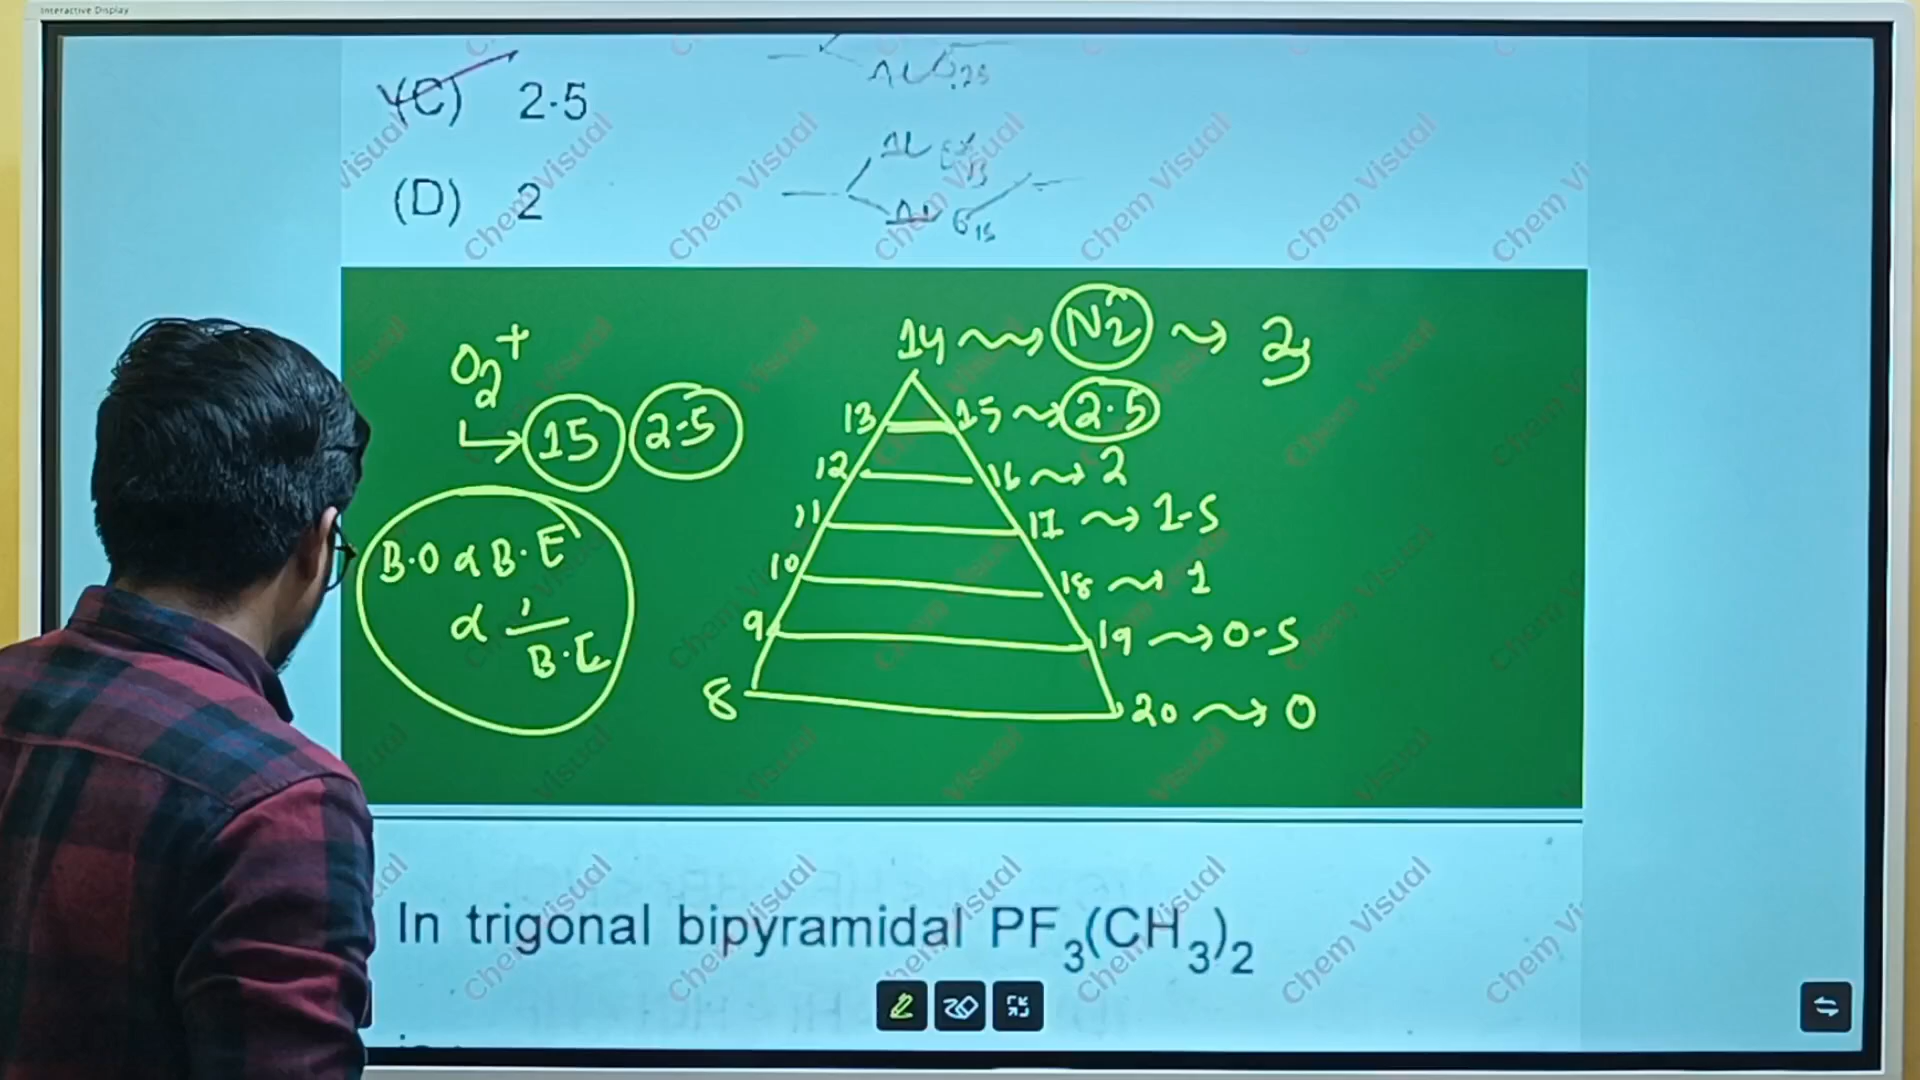 Interactive Display
(C) 2.5
(D) 2
O2+
15 2.5
B.O α B.E
α 1/B.E
14 N2 3
13 15 2.5
12 16 2
11 17 1.5
10 18 1
9 19 0.5
8 20 0
In trigonal bipyramidal PF3(CH3)2
Chem Visual